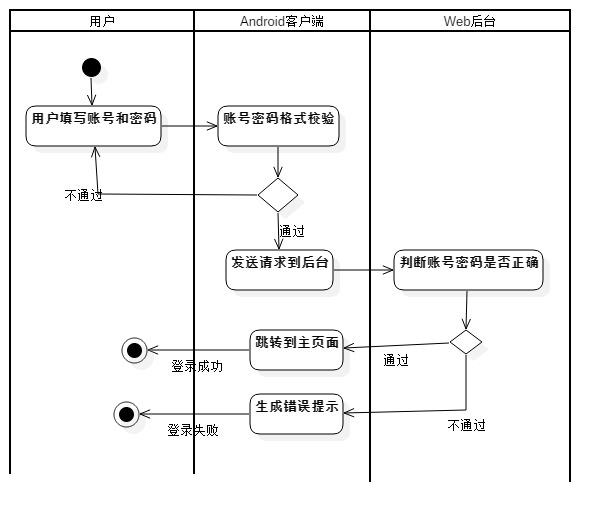 用户
Android客户端
Web后台
用户填写账号和密码
账号密码格式校验
不通过
通过
发送请求到后台
判断账号密码是否正确
跳转到主页面
通过
登录成功
生成错误提示
不通过
登录失败